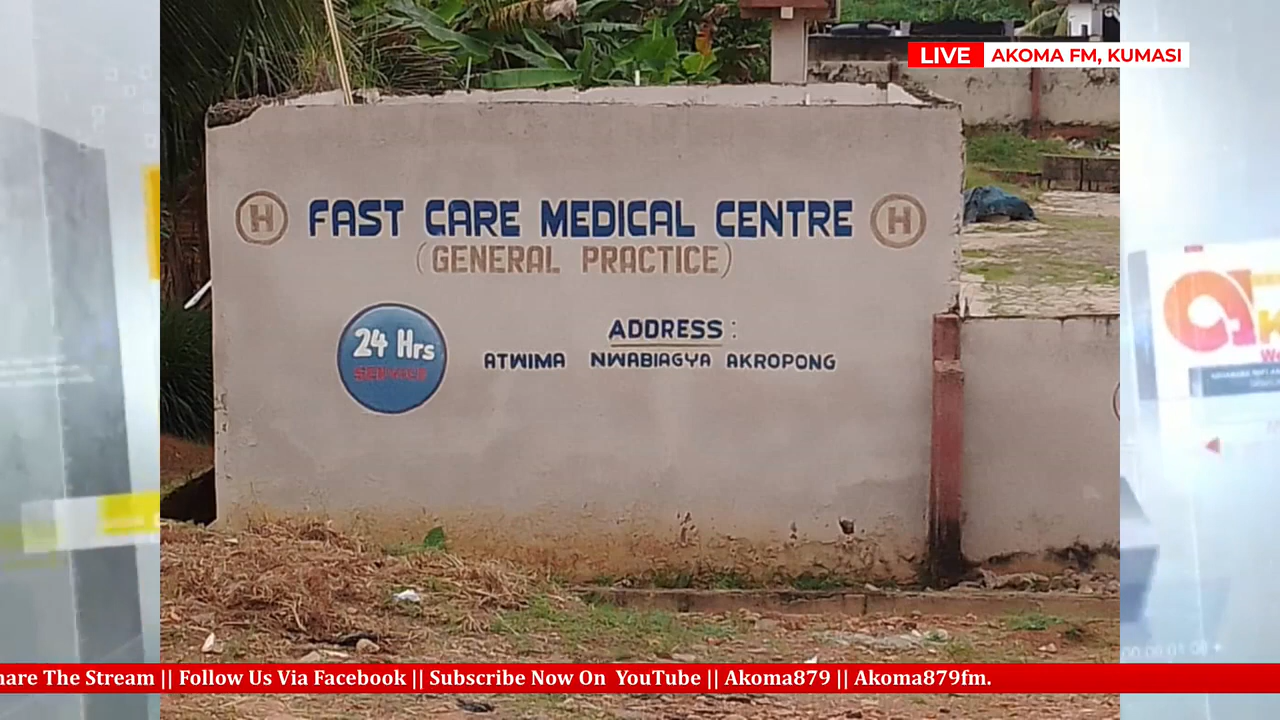 LIVE AKOMA FM, KUMASI
H FAST CARE MEDICAL CENTRE H
(GENERAL PRACTICE)
24 Hrs
SERVICE
ADDRESS:
ATWIMA NWABIAGYA AKROPONG
The Stream || Follow Us Via Facebook || Subscribe Now On YouTube || Akoma879 || Akoma879fm.